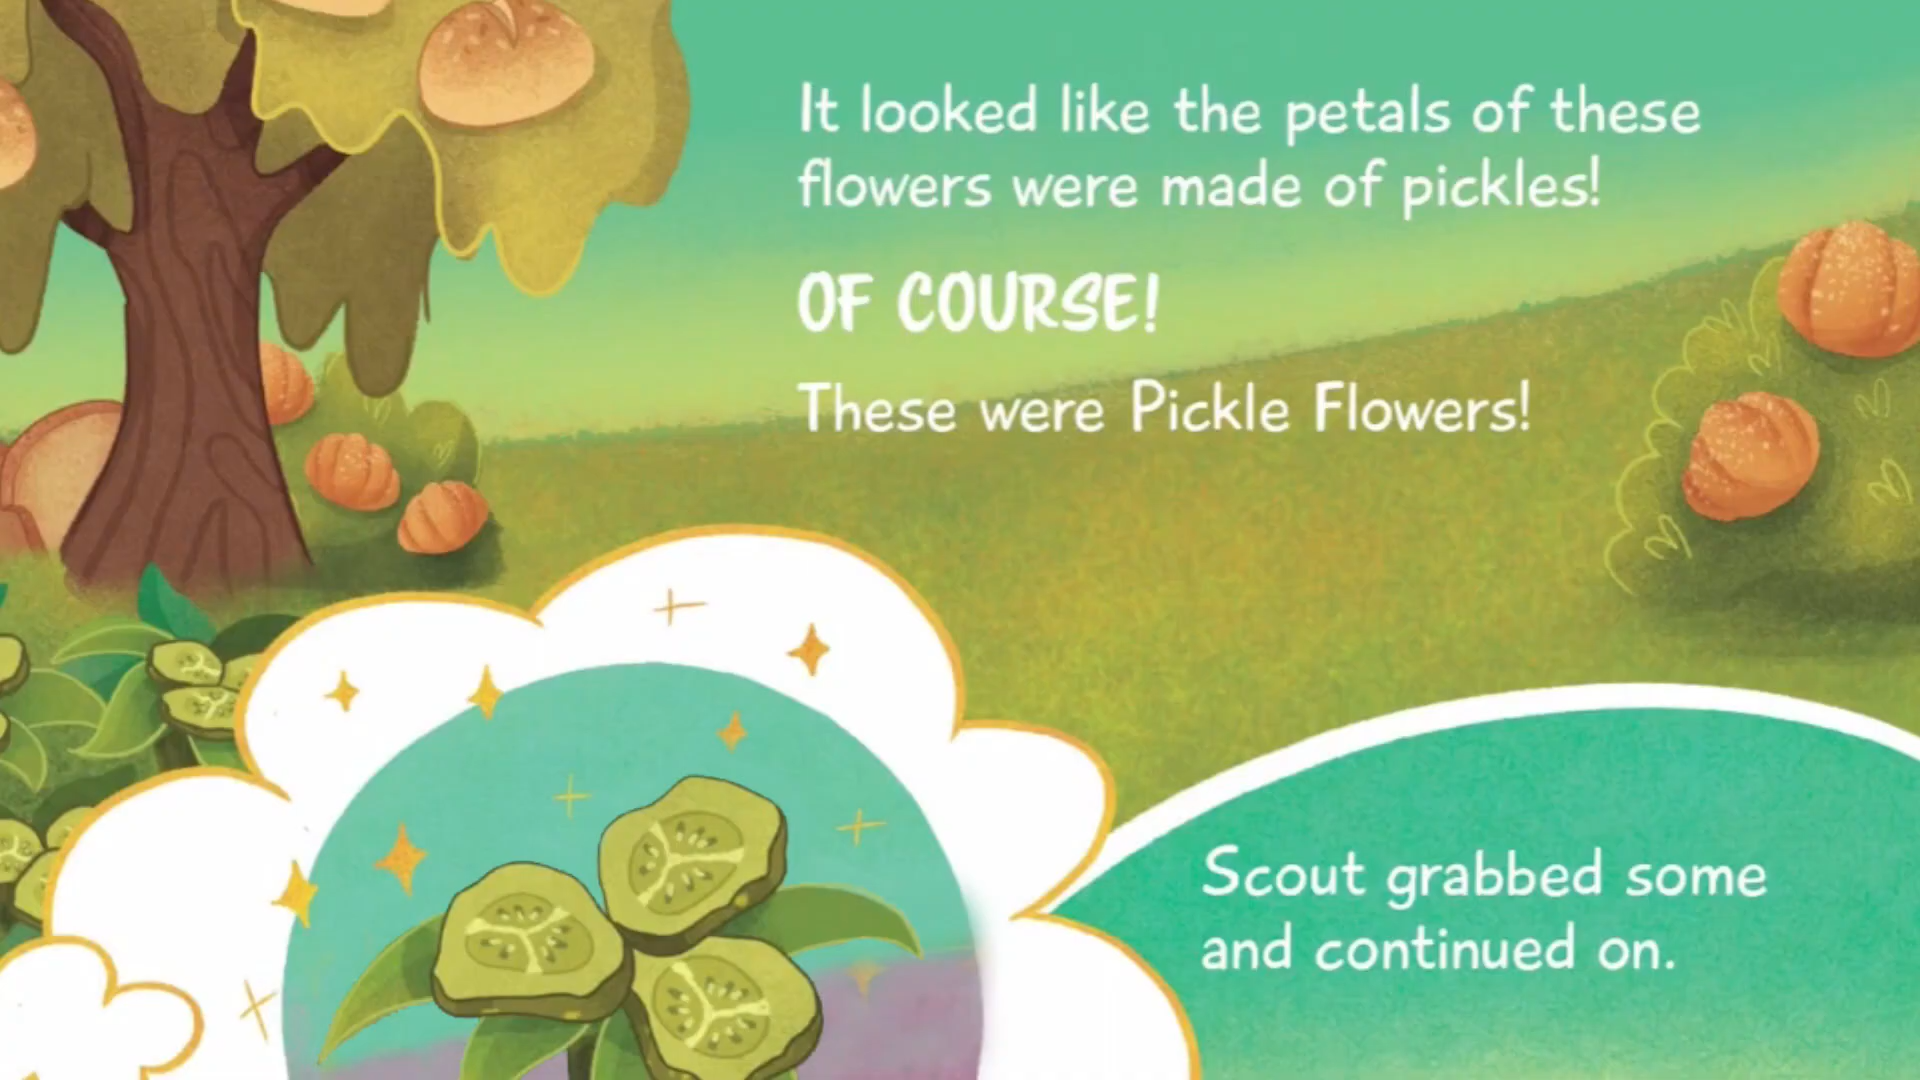 It looked like the petals of these
flowers were made of pickles!
OF COURSE!
These were Pickle Flowers!
Scout grabbed some
and continued on.